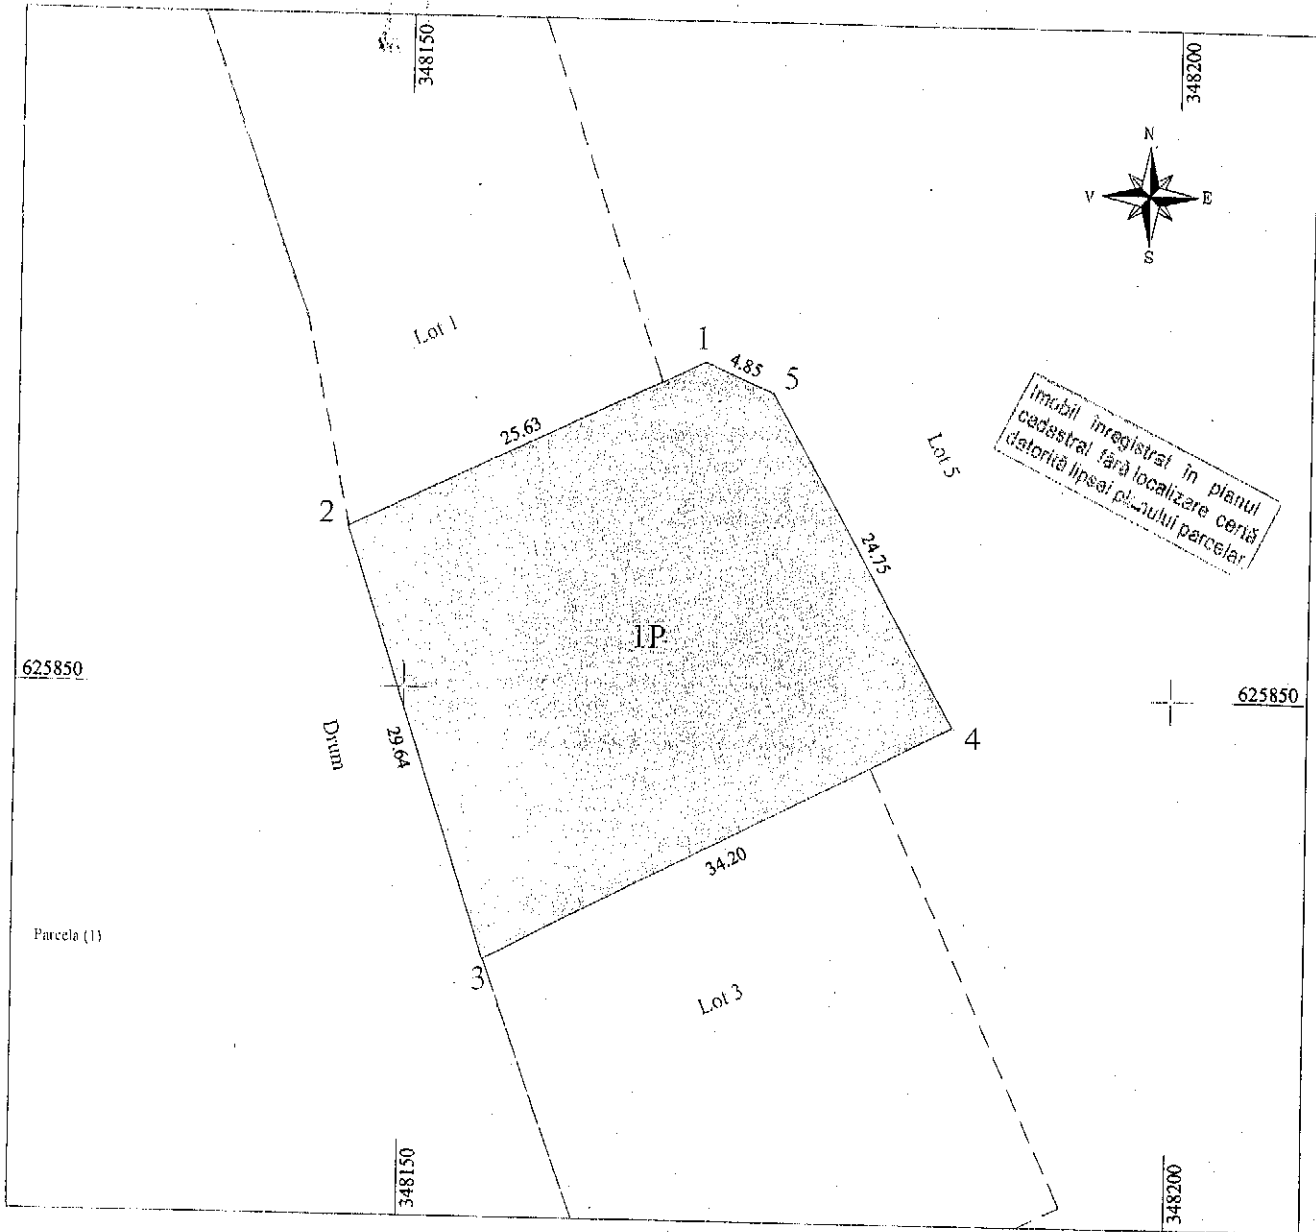 348150
348200
N
V
E
S
Lot 1
1
4.85
5
25.63
Lot 5
Imobil înregistrat în planul
cadastral fără localizare certă
datorită lipsei planului parcelar
2
24.75
1P
625850
625850
Drum
29.64
4
34.20
Parcela (1)
3
Lot 3
348150
348200